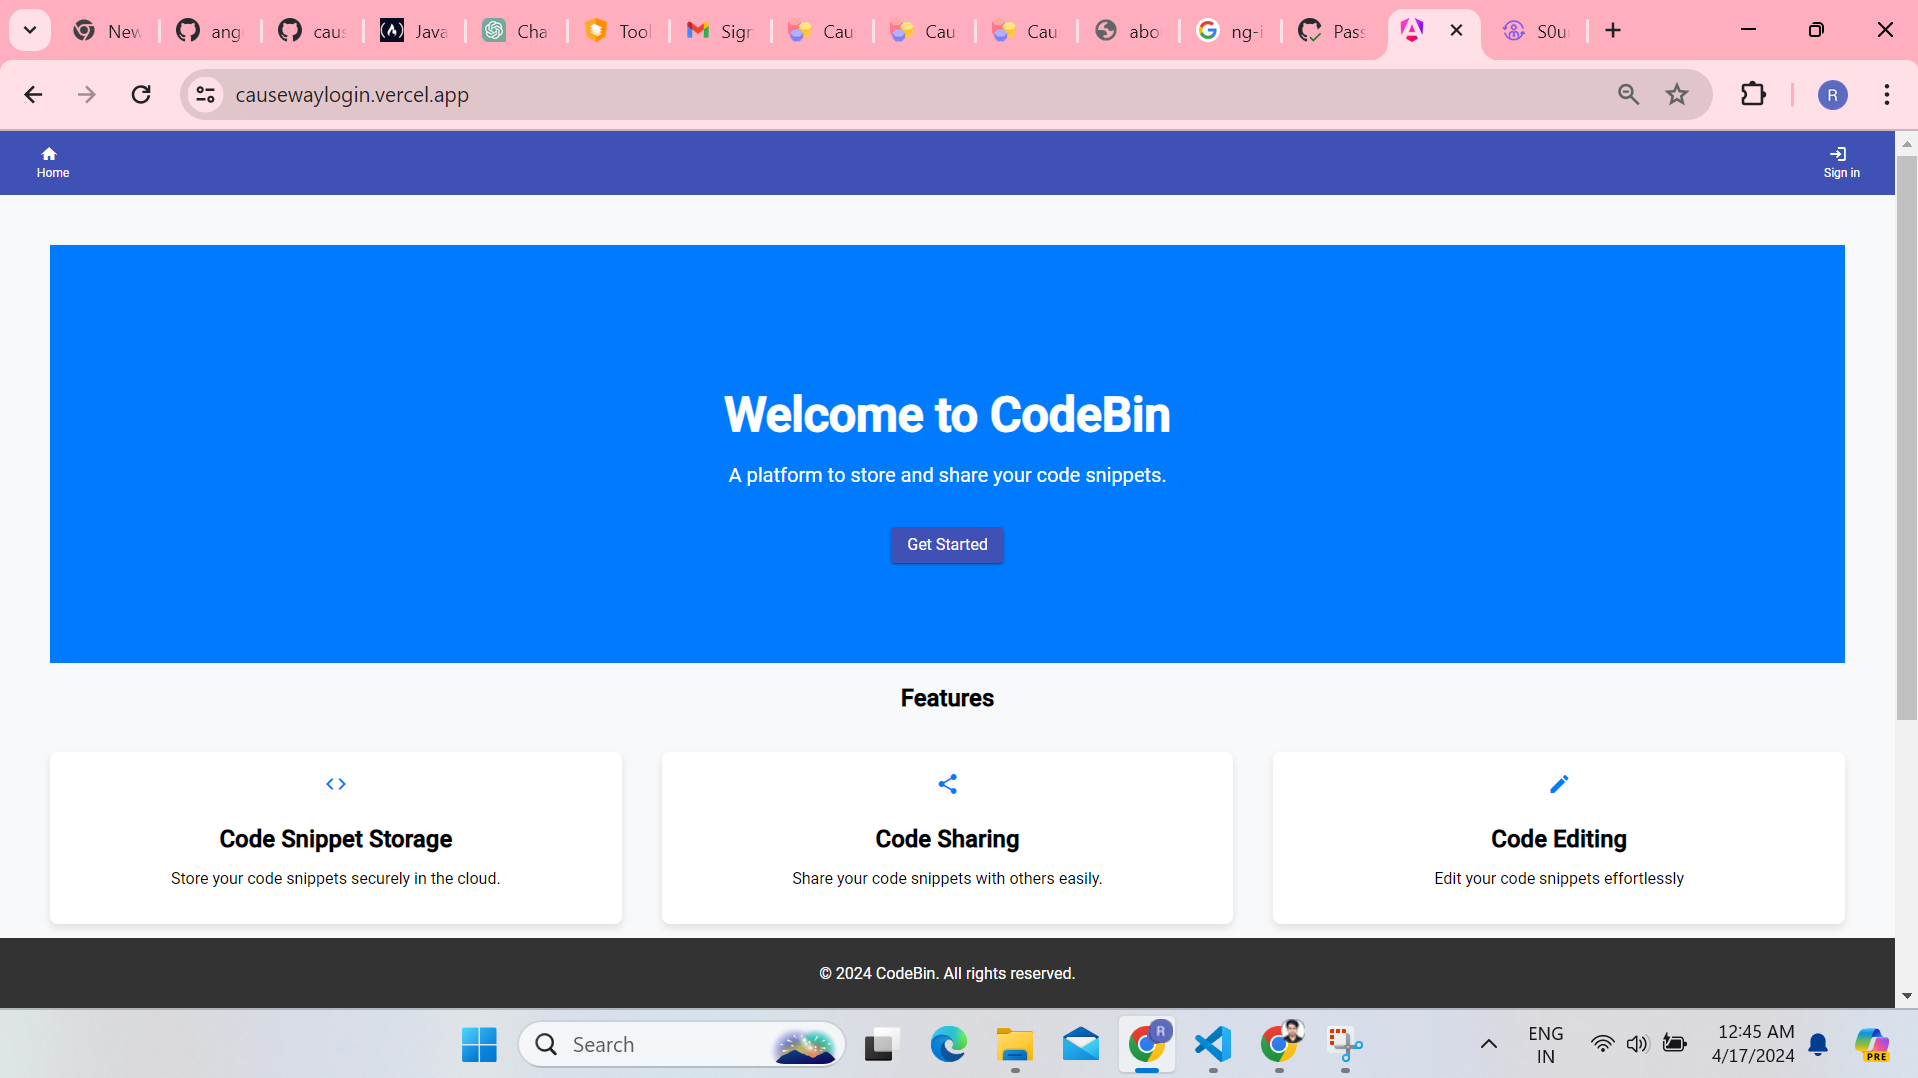 New
ang
caus
Java
Cha
Tool
Sign
Cau
Cau
Cau
abo
ng-i
Pass
S0u
causewaylogin.vercel.app
R
Home
Sign in
Welcome to CodeBin
A platform to store and share your code snippets.
Get Started
Features
Code Snippet Storage
Store your code snippets securely in the cloud.
Code Sharing
Share your code snippets with others easily.
Code Editing
Edit your code snippets effortlessly
© 2024 CodeBin. All rights reserved.
Search
R
ENG
IN
12:45 AM
4/17/2024
PRE